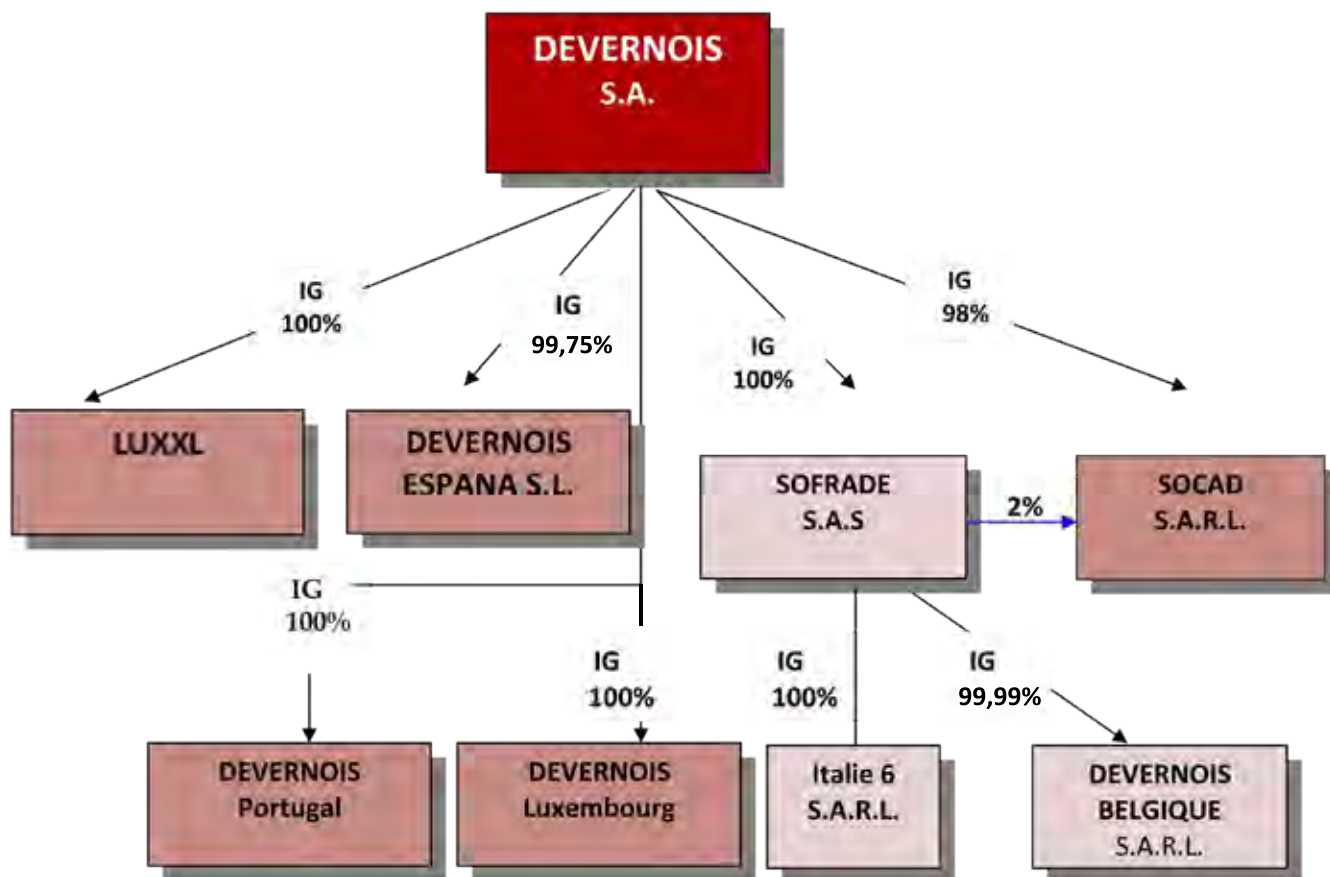 DEVERNOIS
S.A.
IG
100%
IG
99,75%
IG
100%
IG
98%
LUXXL
DEVERNOIS
ESPANA S.L.
SOFRADE
S.A.S
2%
SOCAD
S.A.R.L.
IG
100%
IG
100%
IG
100%
IG
99,99%
DEVERNOIS
Portugal
DEVERNOIS
Luxembourg
Italie 6
S.A.R.L.
DEVERNOIS
BELGIQUE
S.A.R.L.